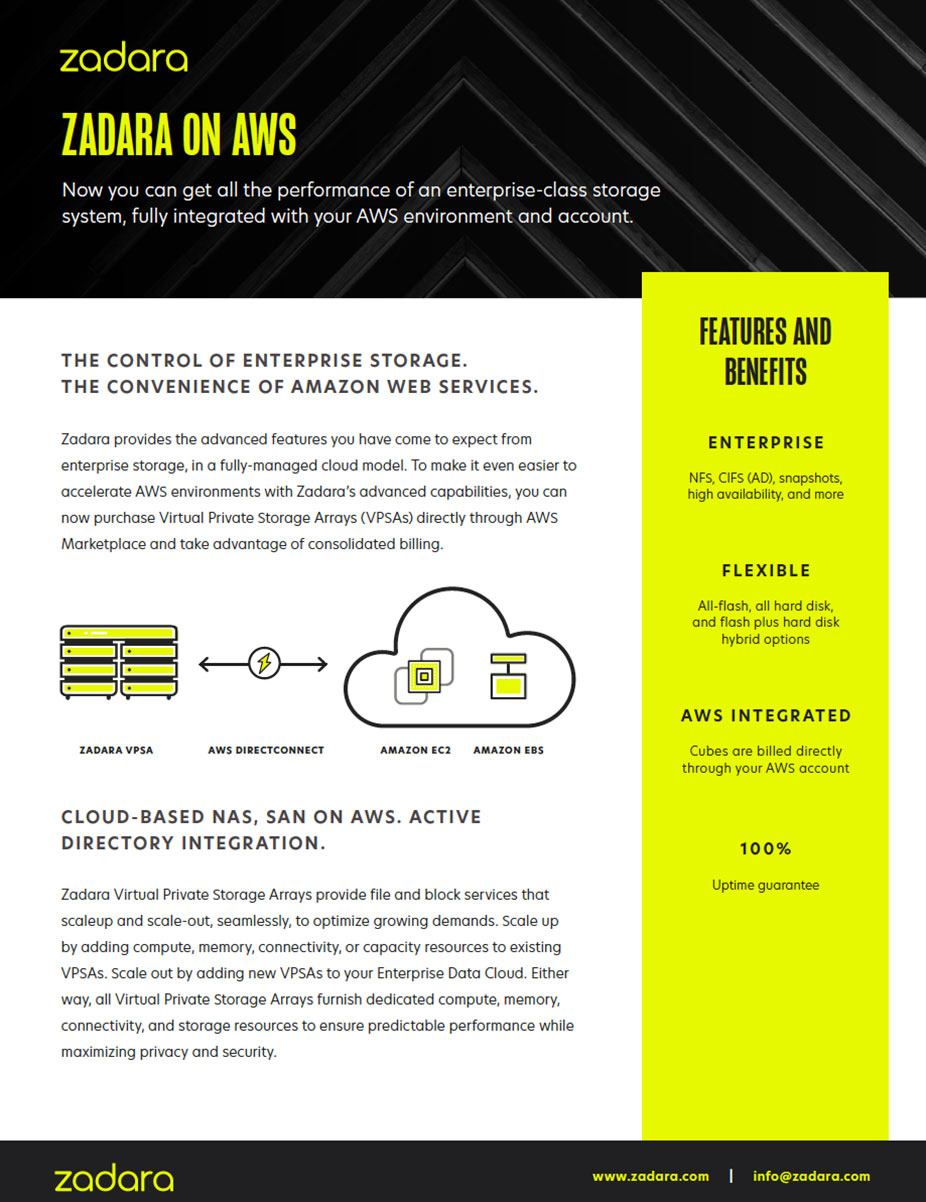 zadara
ZADARA ON AWS
Now you can get all the performance of an enterprise-class storage
system, fully integrated with your AWS environment and account.
THE CONTROL OF ENTERPRISE STORAGE.
THE CONVENIENCE OF AMAZON WEB SERVICES.
Zadara provides the advanced features you have come to expect from
enterprise storage, in a fully-managed cloud model. To make it even easier to
accelerate AWS environments with Zadara's advanced capabilities, you can
now purchase Virtual Private Storage Arrays (VPSAs) directly through AWS
Marketplace and take advantage of consolidated billing.
ZADARA VPSA
AWS DIRECTCONNECT
AMAZON EC2
AMAZON EBS
CLOUD-BASED NAS, SAN ON AWS. ACTIVE
DIRECTORY INTEGRATION.
Zadara Virtual Private Storage Arrays provide file and block services that
scaleup and scale-out, seamlessly, to optimize growing demands. Scale up
by adding compute, memory, connectivity, or capacity resources to existing
VPSAs. Scale out by adding new VPSAs to your Enterprise Data Cloud. Either
way, all Virtual Private Storage Arrays furnish dedicated compute, memory,
connectivity, and storage resources to ensure predictable performance while
maximizing privacy and security.
FEATURES AND
BENEFITS
ENTERPRISE
NFS, CIFS (AD), snapshots,
high availability, and more
FLEXIBLE
All-flash, all hard disk,
and flash plus hard disk
hybrid options
AWS INTEGRATED
Cubes are billed directly
through your AWS account
100%
Uptime guarantee
zadara
www.zadara.com | info@zadara.com